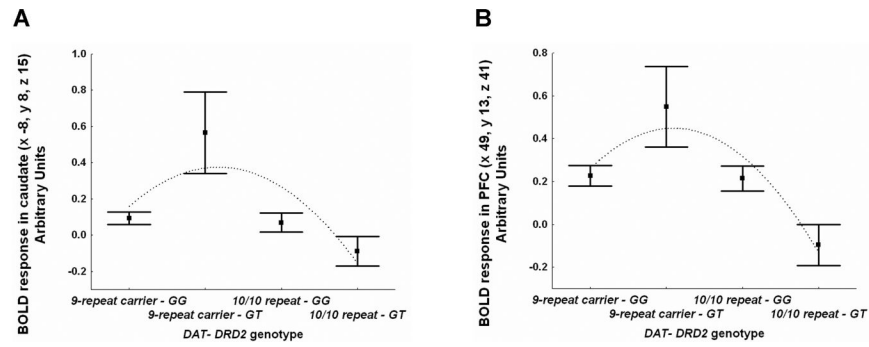 A
BOLD response in caudate (x -8, y 8, z 15)
Arbitrary Units
1.0
0.8
0.6
0.4
0.2
0.0
-0.2
9-repeat carrier - GG
10/10 repeat - GG
9-repeat carrier - GT
10/10 repeat - GT
DAT- DRD2 genotype
B
BOLD response in PFC (x 49, y 13, z 41)
Arbitrary Units
0.8
0.6
0.4
0.2
0.0
-0.2
9-repeat carrier - GG
10/10 repeat - GG
9-repeat carrier - GT
10/10 repeat - GT
DAT- DRD2 genotype